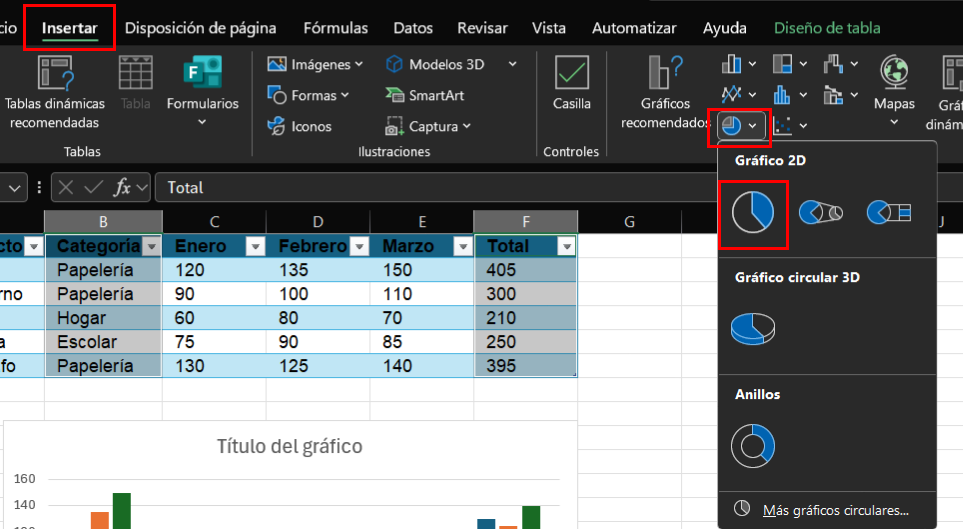 cio Insertar Disposición de página Fórmulas Datos Revisar Vista Automatizar Ayuda Diseño de tabla
Tablas dinámicas
recomendadas
Tabla
Formularios
Tablas
Imágenes
Formas
Iconos
Modelos 3D
SmartArt
Captura
Ilustraciones
Casilla
Controles
Gráficos
recomendados
Mapas
Grá
dinám
fx Total
B C D E F G J
cto Categoría Enero Febrero Marzo Total
Papelería 120 135 150 405
rno Papelería 90 100 110 300
Hogar 60 80 70 210
a Escolar 75 90 85 250
fo Papelería 130 125 140 395
Título del gráfico
160
140
Gráfico 2D
Gráfico circular 3D
Anillos
Más gráficos circulares...